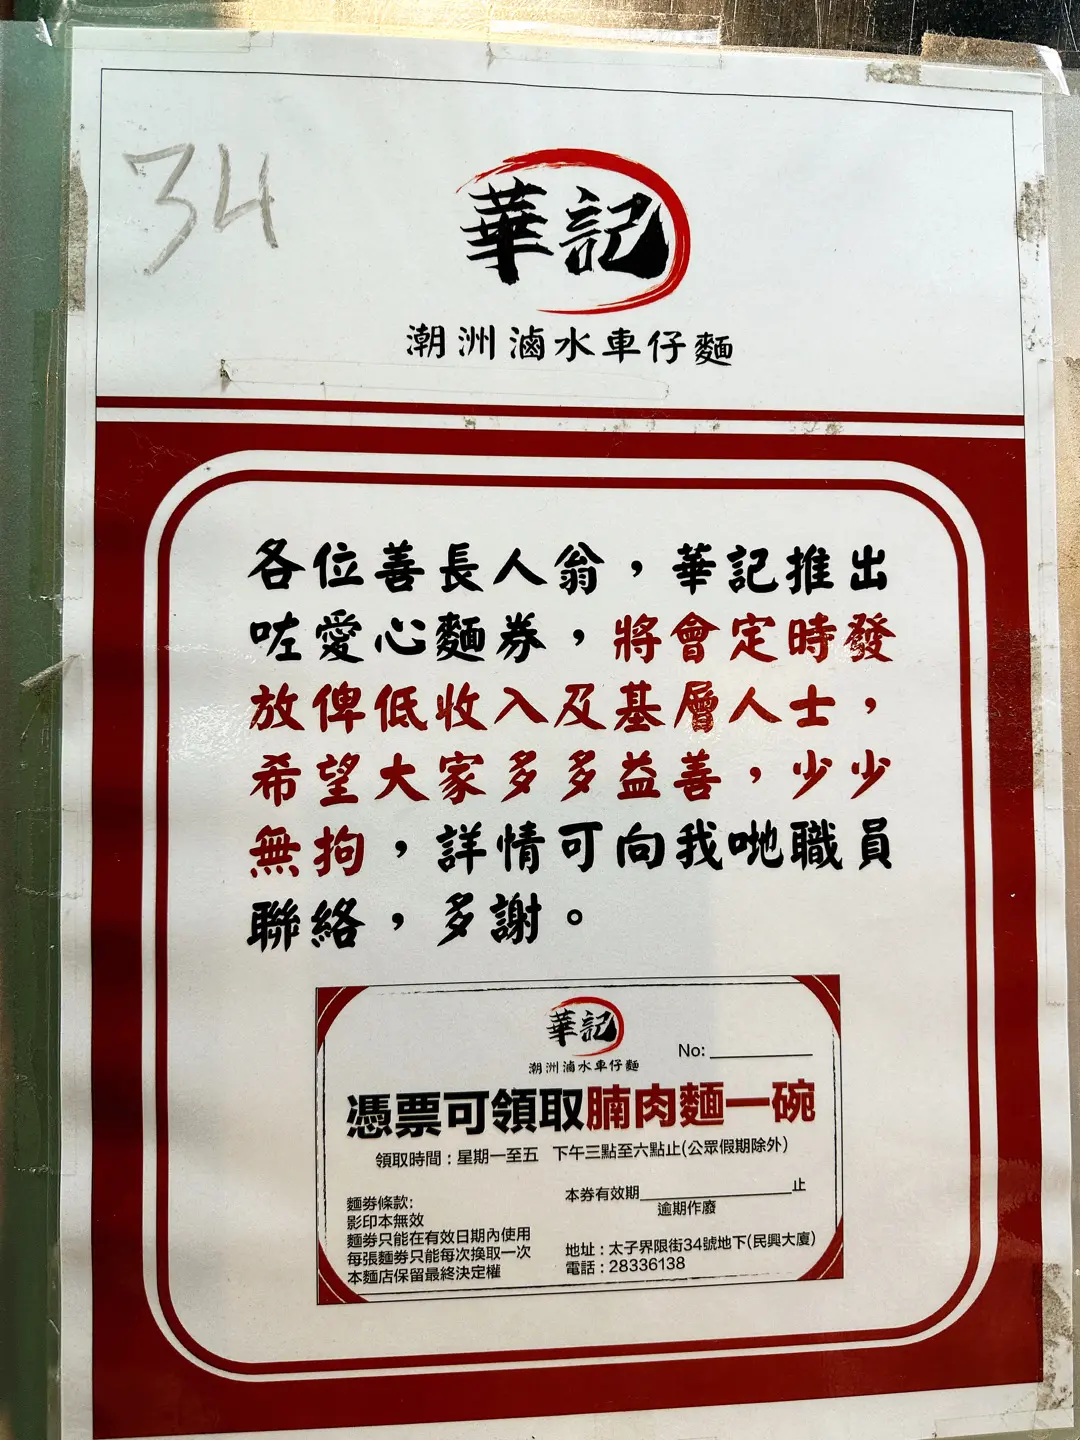 34
華記
潮洲滷水車仔麵
各位善長人翁，華記推出
咗愛心麵券，將會定時發
放俾低收入及基層人士，
希望大家多多益善，少少
無拘，詳情可向我哋職員
聯絡，多謝。
華記
潮洲滷水車仔麵
No:
憑票可領取腩肉麵一碗
領取時間：星期一至五 下午三點至六點止(公眾假期除外)
麵券條款:
影印本無效
麵券只能在有效日期內使用
每張麵券只能每次換取一次
本麵店保留最終決定權
本券有效期 止
逾期作廢
地址：太子界限街34號地下(民興大廈)
電話：28336138